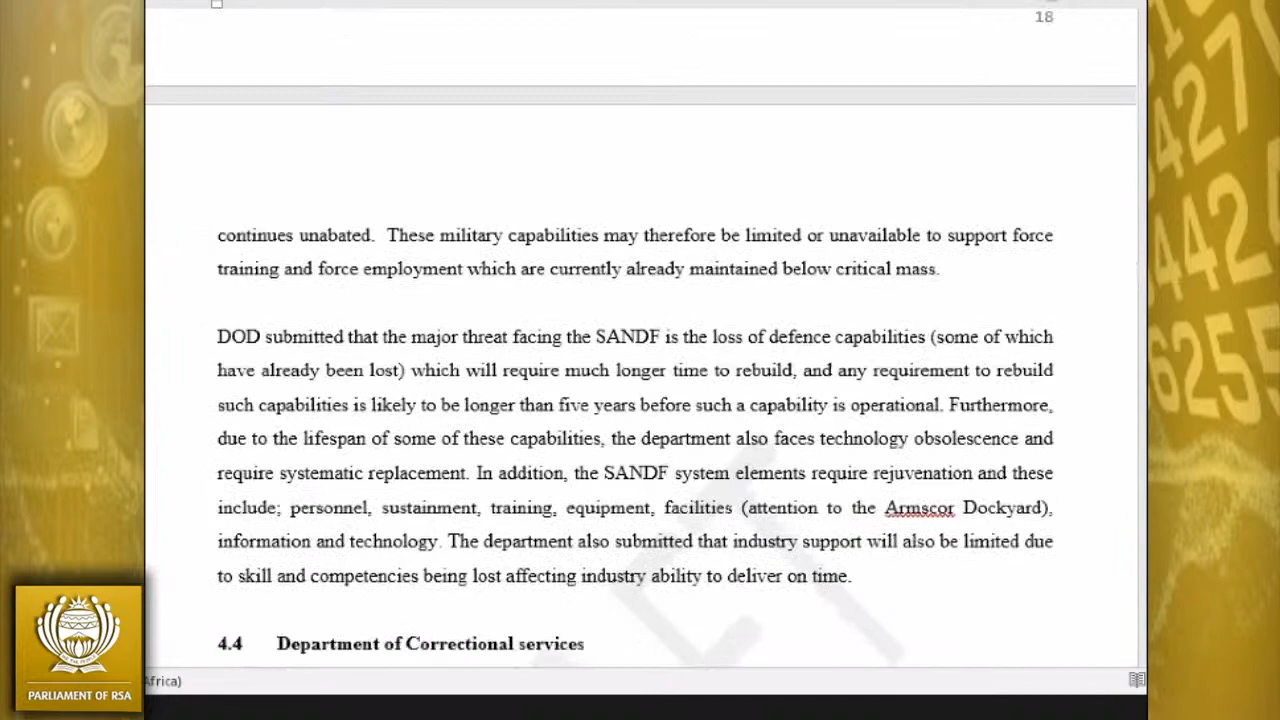 18
continues unabated.  These military capabilities may therefore be limited or unavailable to support force
training and force employment which are currently already maintained below critical mass.
DOD submitted that the major threat facing the SANDF is the loss of defence capabilities (some of which
have already been lost) which will require much longer time to rebuild, and any requirement to rebuild
such capabilities is likely to be longer than five years before such a capability is operational. Furthermore,
due to the lifespan of some of these capabilities, the department also faces technology obsolescence and
require systematic replacement. In addition, the SANDF system elements require rejuvenation and these
include; personnel, sustainment, training, equipment, facilities (attention to the Armscor Dockyard),
information and technology. The department also submitted that industry support will also be limited due
to skill and competencies being lost affecting industry ability to deliver on time.
4.4 Department of Correctional services
Africa)
PARLIAMENT OF RSA
427
442
6255